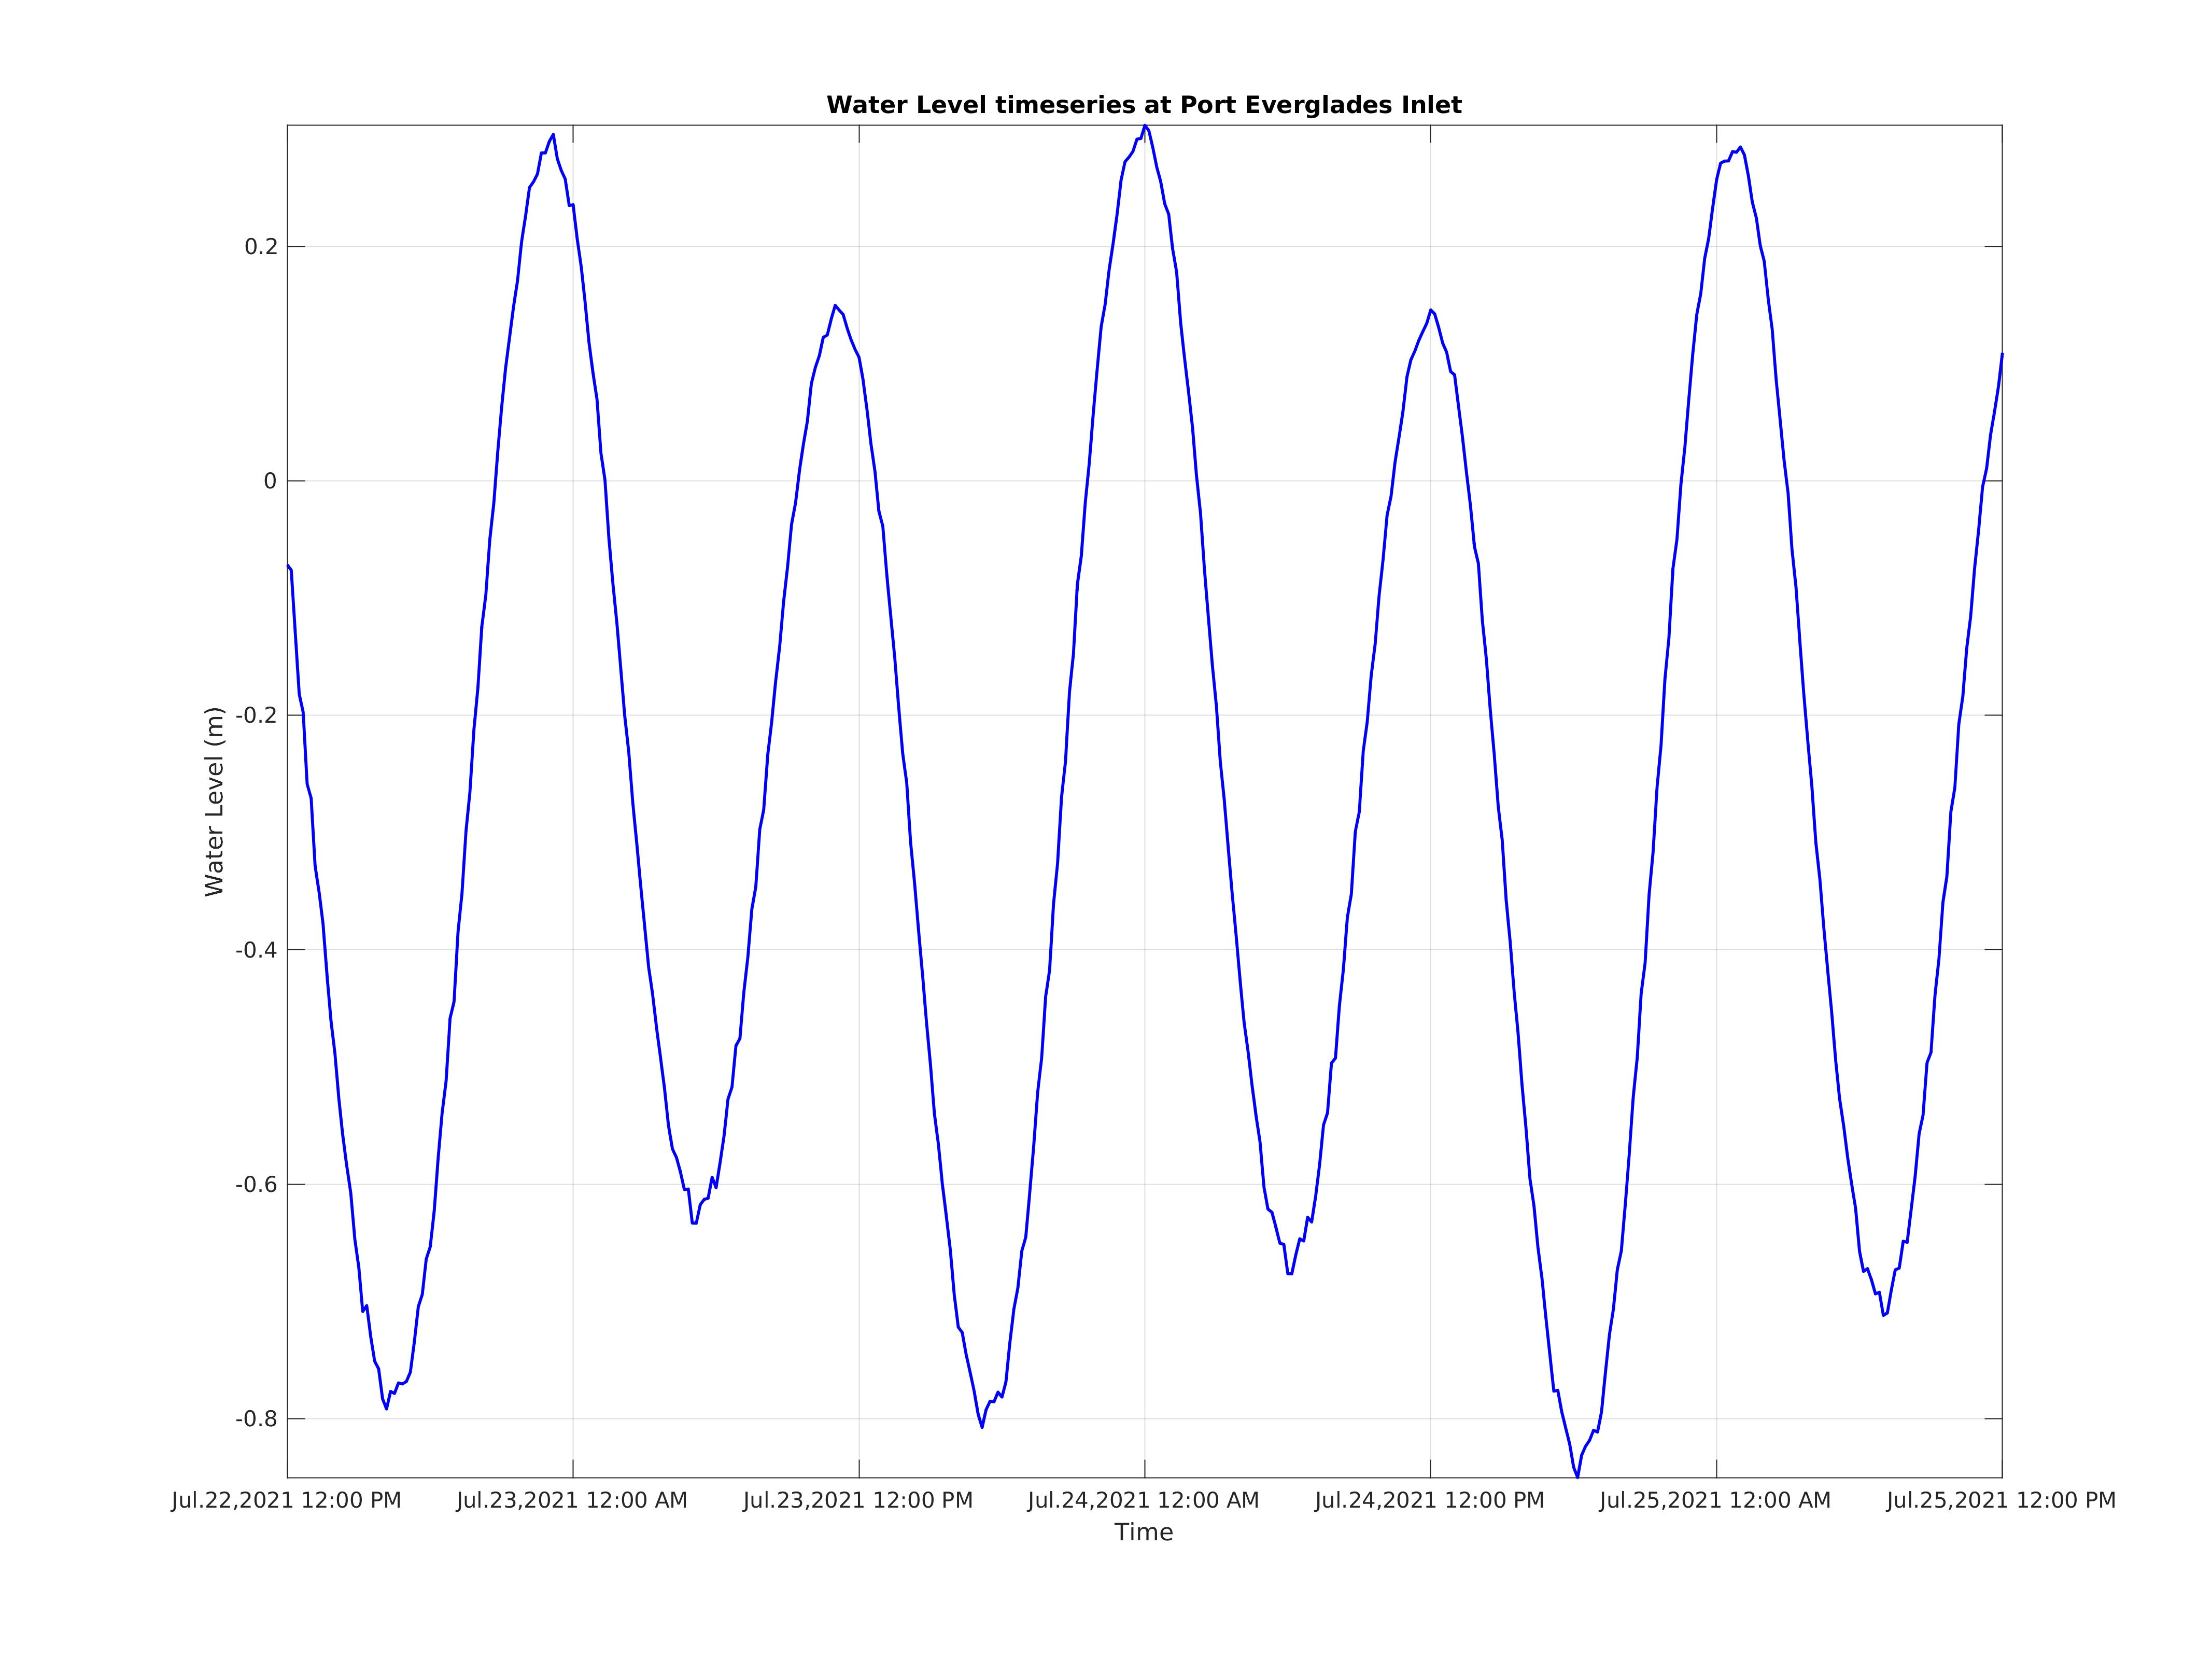 Water Level timeseries at Port Everglades Inlet
0.2
0
-0.2
-0.4
-0.6
-0.8
Water Level (m)
Jul.22,2021 12:00 PM
Jul.23,2021 12:00 AM
Jul.23,2021 12:00 PM
Jul.24,2021 12:00 AM
Jul.24,2021 12:00 PM
Jul.25,2021 12:00 AM
Jul.25,2021 12:00 PM
Time